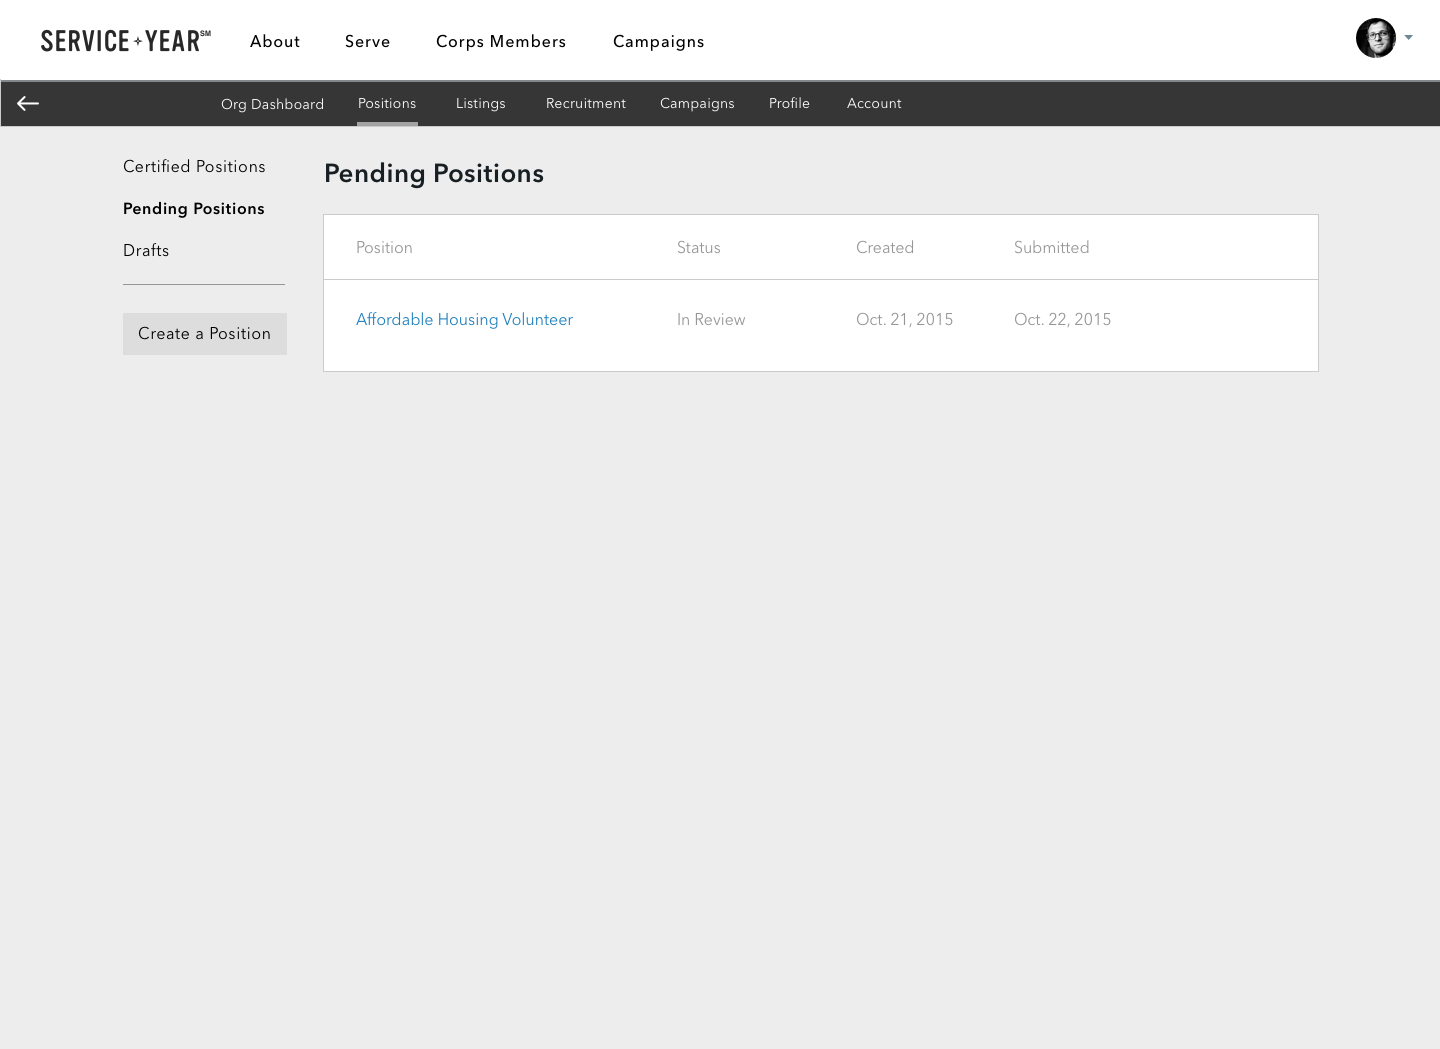 SERVICE + YEAR SM About Serve Corps Members Campaigns
Org Dashboard Positions Listings Recruitment Campaigns Profile Account
Certified Positions
Pending Positions
Drafts
Create a Position
Pending Positions
Position Status Created Submitted
Affordable Housing Volunteer In Review Oct. 21, 2015 Oct. 22, 2015